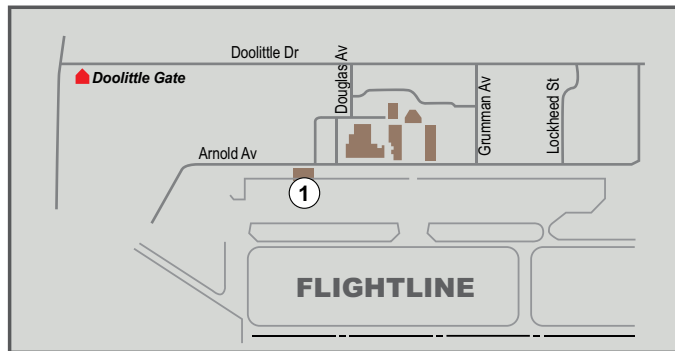 Doolittle Dr
Doolittle Gate
Douglas Av
Grumman Av
Lockheed St
Arnold Av
1
FLIGHTLINE